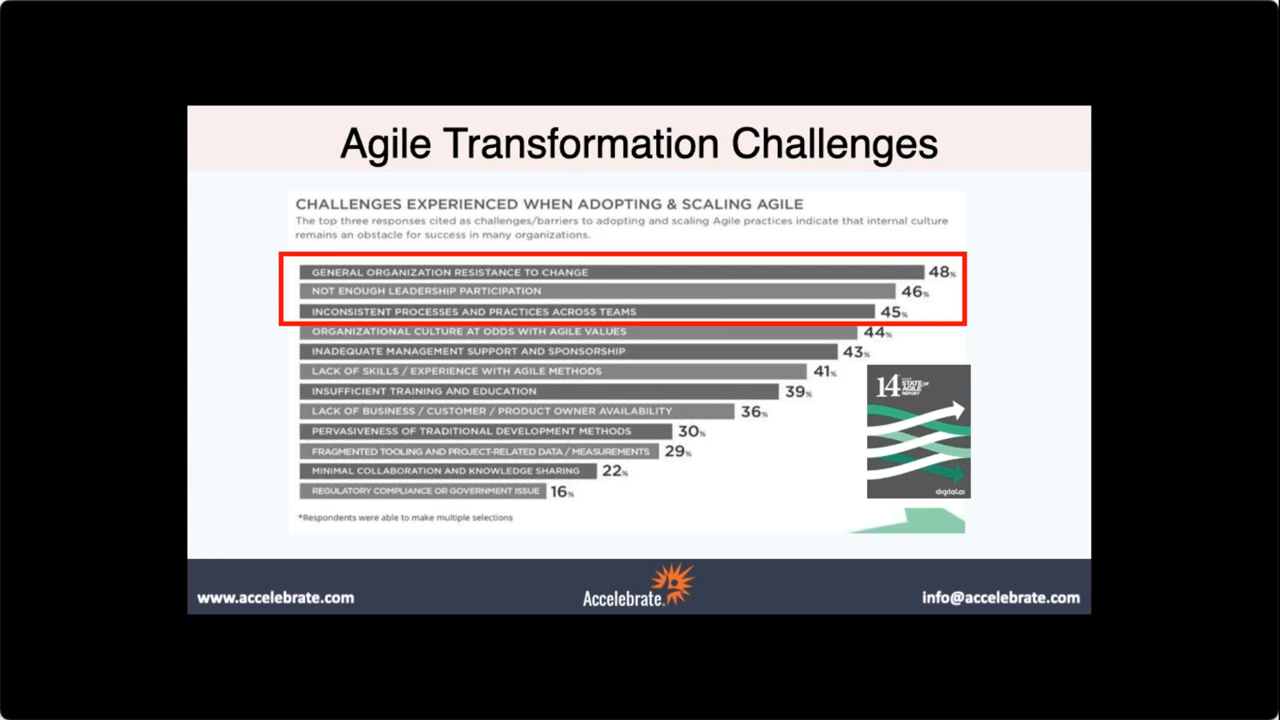 Agile Transformation Challenges
CHALLENGES EXPERIENCED WHEN ADOPTING & SCALING AGILE
The top three responses cited as challenges/barriers to adopting and scaling Agile practices indicate that internal culture
remains an obstacle for success in many organizations.
GENERAL ORGANIZATION RESISTANCE TO CHANGE 48%
NOT ENOUGH LEADERSHIP PARTICIPATION 46%
INCONSISTENT PROCESSES AND PRACTICES ACROSS TEAMS 45%
ORGANIZATIONAL CULTURE AT ODDS WITH AGILE VALUES 44%
INADEQUATE MANAGEMENT SUPPORT AND SPONSORSHIP 43%
LACK OF SKILLS / EXPERIENCE WITH AGILE METHODS 41%
INSUFFICIENT TRAINING AND EDUCATION 39%
LACK OF BUSINESS / CUSTOMER / PRODUCT OWNER AVAILABILITY 36%
PERVASIVENESS OF TRADITIONAL DEVELOPMENT METHODS 30%
FRAGMENTED TOOLING AND PROJECT-RELATED DATA / MEASUREMENTS 29%
MINIMAL COLLABORATION AND KNOWLEDGE SHARING 22%
REGULATORY COMPLIANCE OR GOVERNMENT ISSUE 16%
*Respondents were able to make multiple selections
14
STATE OF
AGILE
REPORT
digital.ai
www.accelebrate.com
Accelebrate
info@accelebrate.com